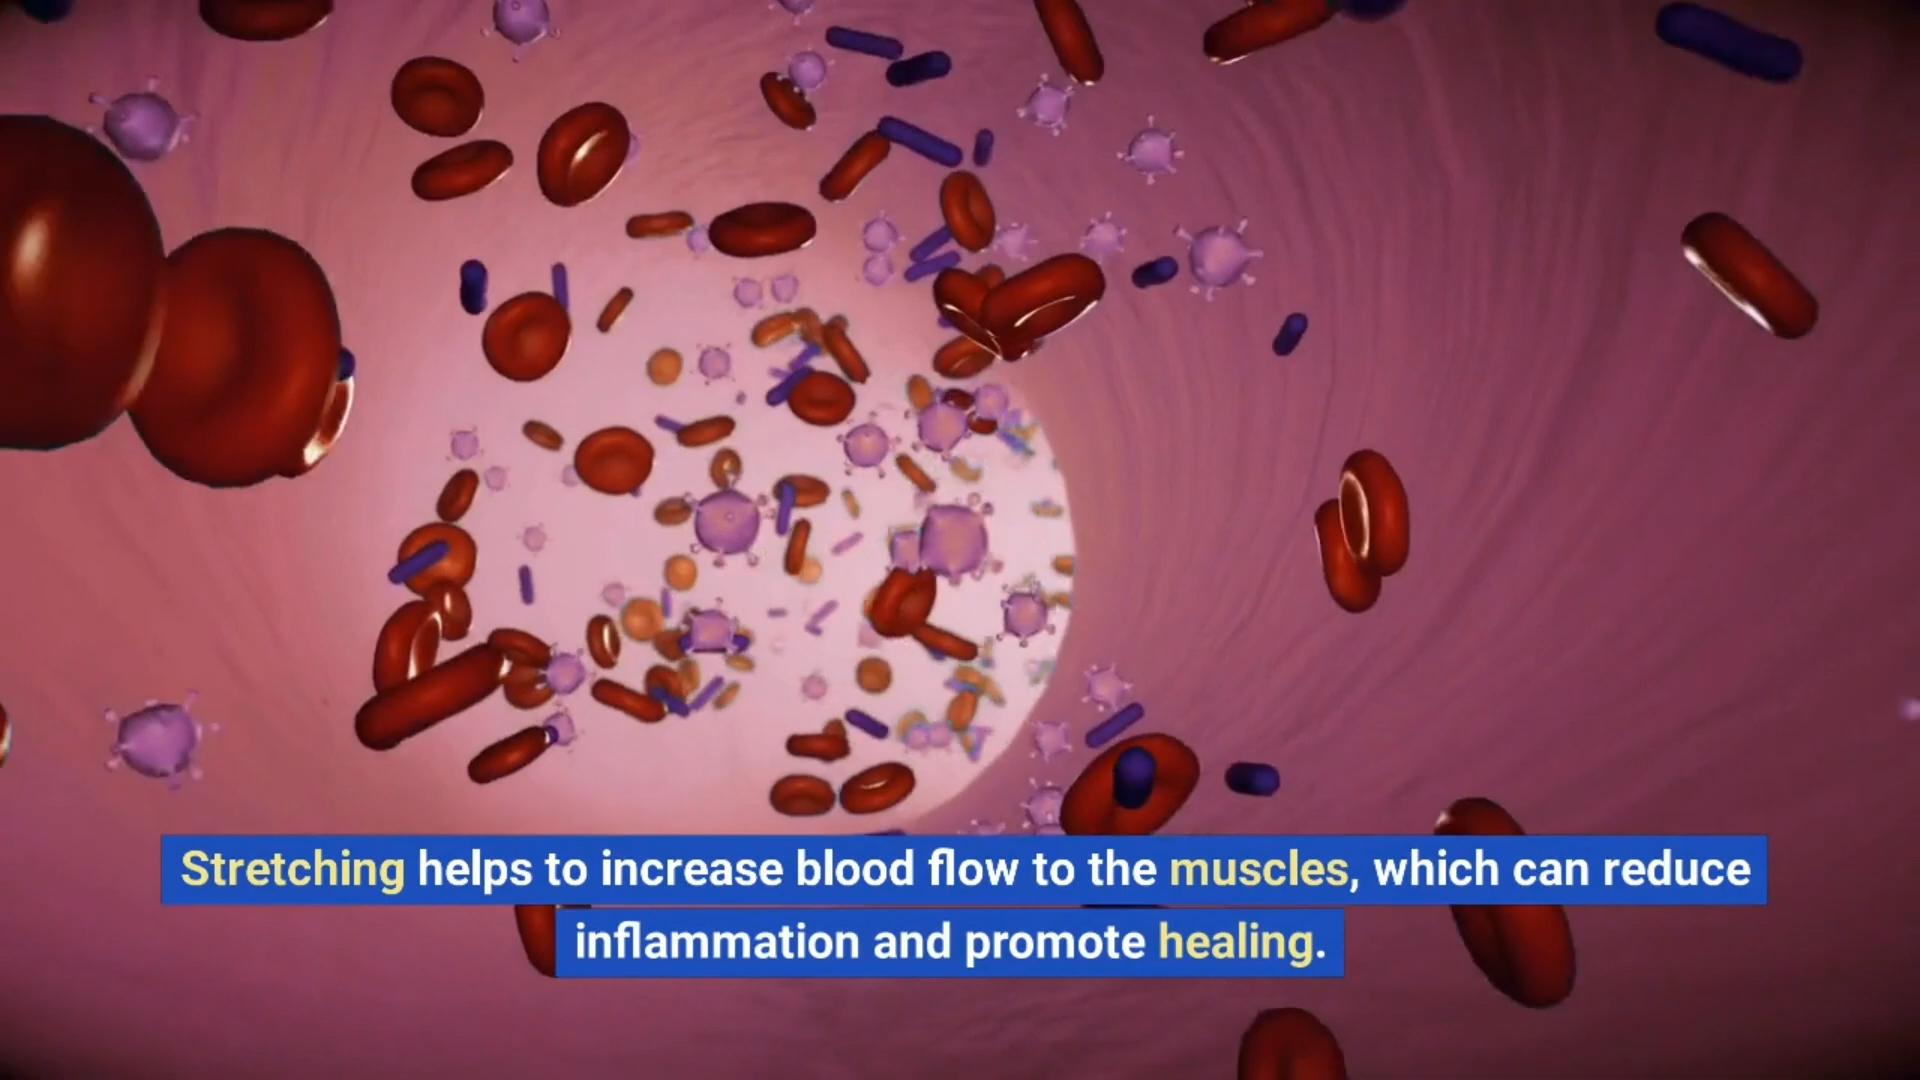 Stretching helps to increase blood flow to the muscles, which can reduce
inflammation and promote healing.